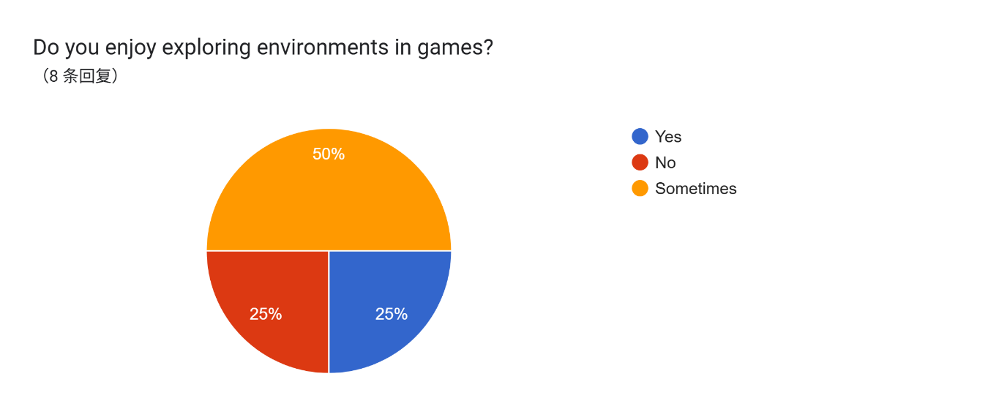 Do you enjoy exploring environments in games?
（8 条回复）
50%
25%
25%
Yes
No
Sometimes